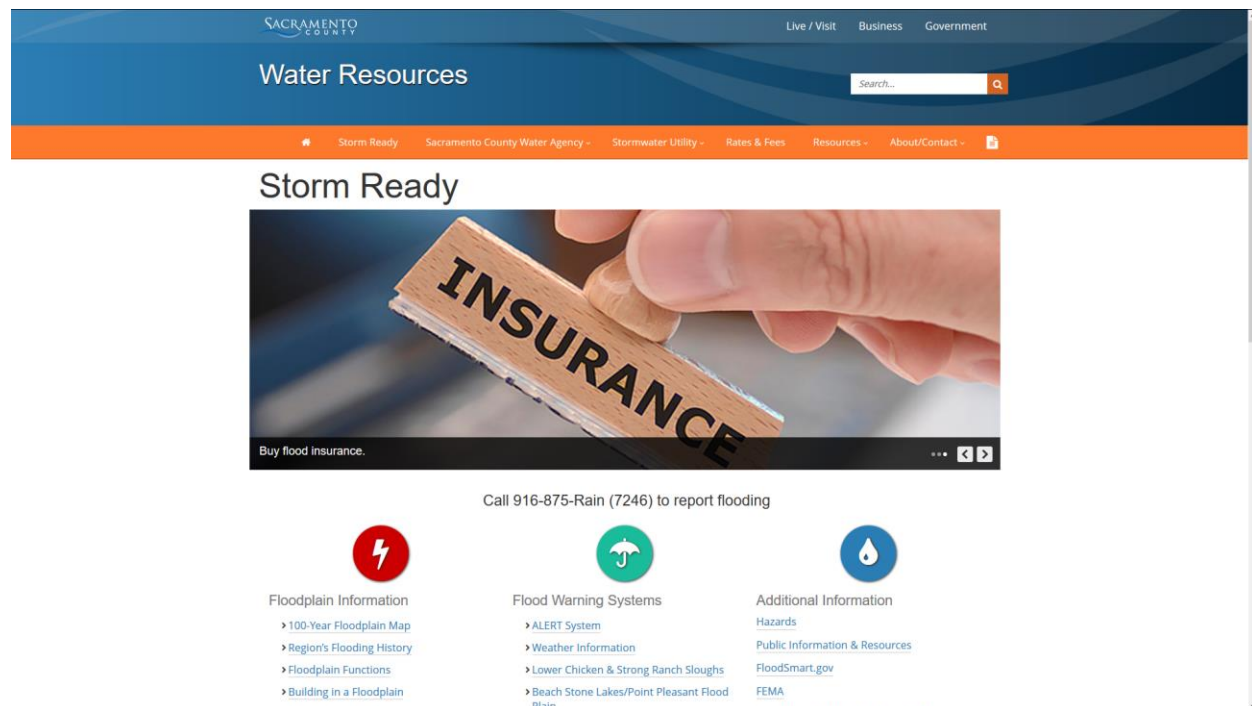 SACRAMENTO
COUNTY
Live / Visit Business Government
Water Resources
Search...
Storm Ready Sacramento County Water Agency Stormwater Utility Rates & Fees Resources About/Contact
Storm Ready
INSURANCE
Buy flood insurance.
Call 916-875-Rain (7246) to report flooding
Floodplain Information
100-Year Floodplain Map
Region's Flooding History
Floodplain Functions
Building in a Floodplain
Flood Warning Systems
ALERT System
Weather Information
Lower Chicken & Strong Ranch Sloughs
Beach Stone Lakes/Point Pleasant Flood
Plain
Additional Information
Hazards
Public Information & Resources
FloodSmart.gov
FEMA